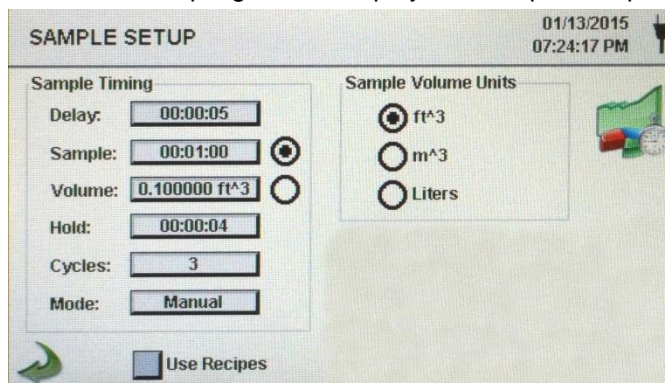 SAMPLE SETUP
01/13/2015
07:24:17 PM
Sample Timing
Delay: 00:00:05
Sample: 00:01:00
Volume: 0.100000 ft^3
Hold: 00:00:04
Cycles: 3
Mode: Manual
Use Recipes
Sample Volume Units
ft^3
m^3
Liters